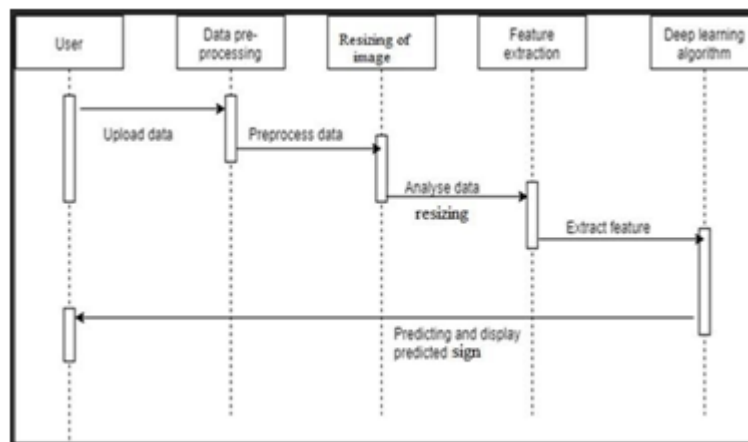 User
Data pre-
processing
Resizing of
image
Feature
extraction
Deep learning
algorithm
Upload data
Preprocess data
Analyse data
resizing
Extract feature
Predicting and display
predicted sign